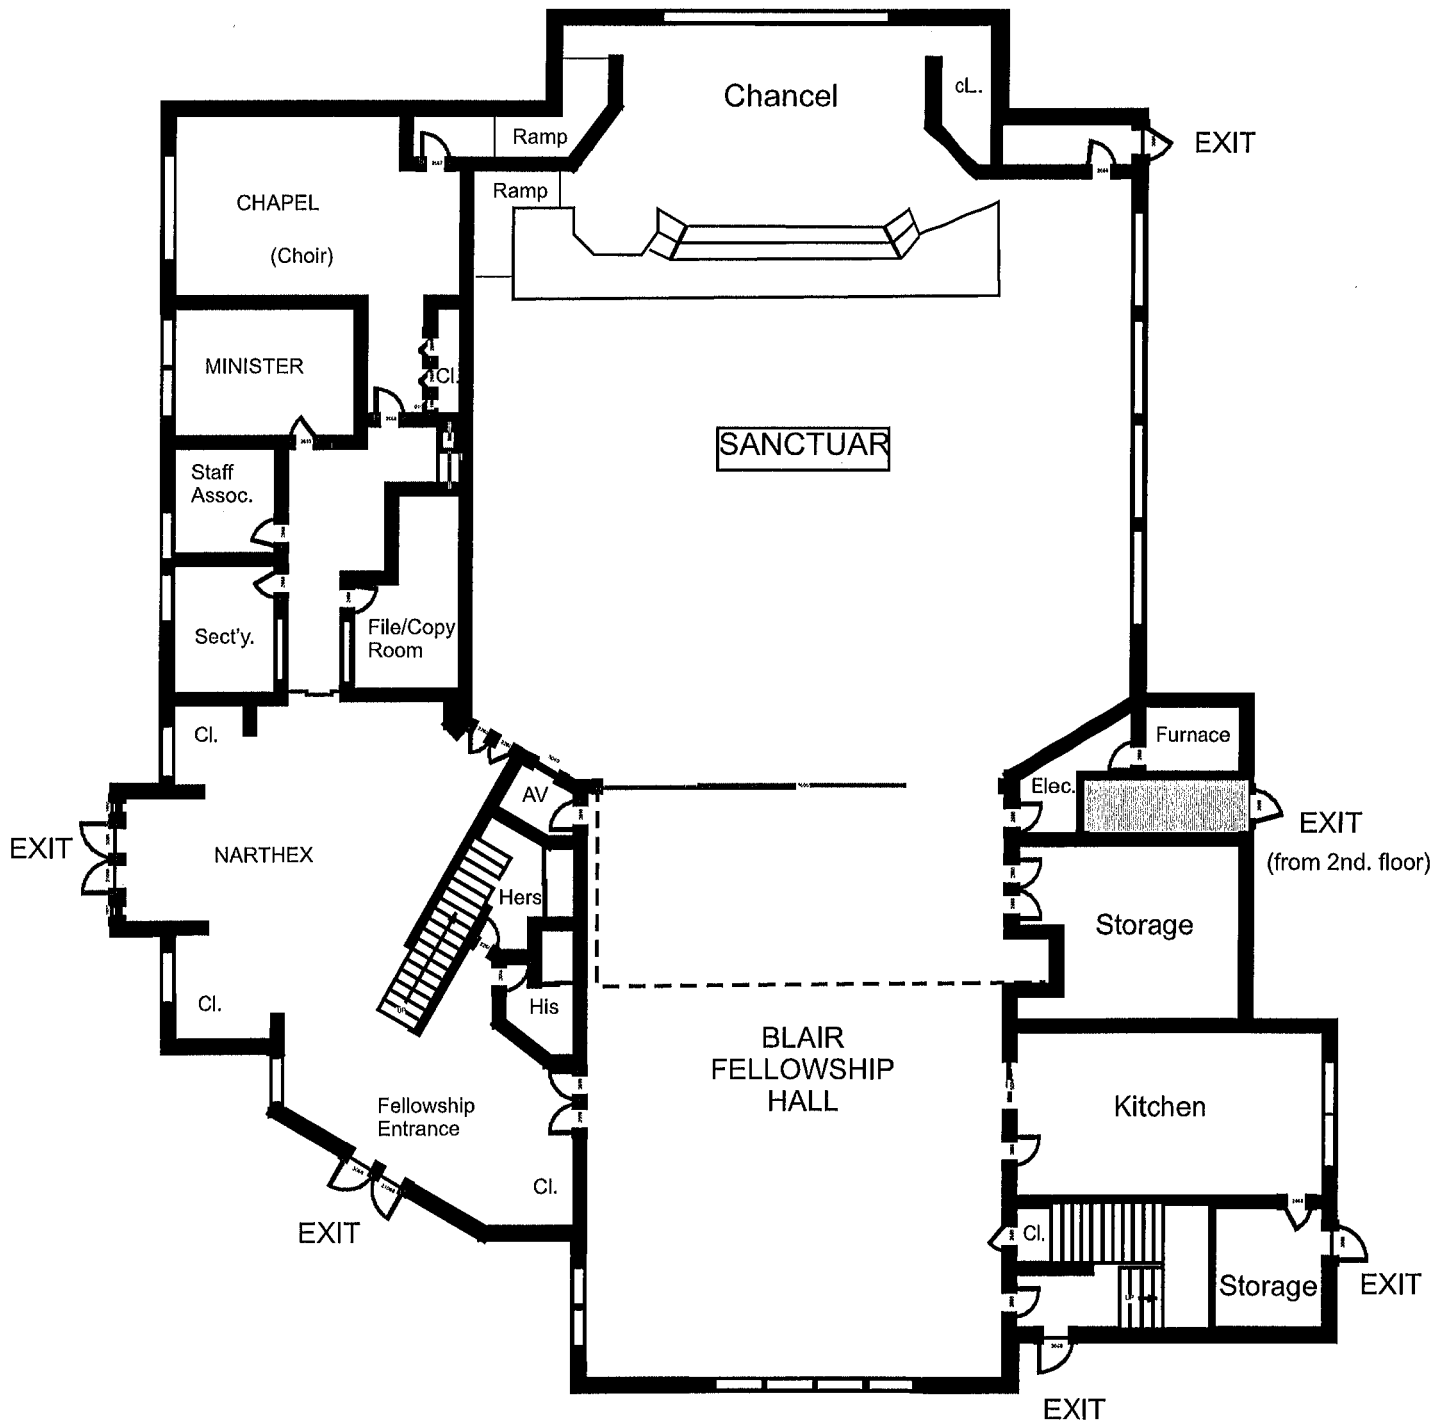 Chancel
cL.
Ramp
EXIT
Ramp
CHAPEL
(Choir)
MINISTER
Cl.
SANCTUAR
Staff
Assoc.
Sect'y.
File/Copy
Room
Cl.
Furnace
AV
Elec.
EXIT
(from 2nd. floor)
EXIT
NARTHEX
Hers
Storage
Cl.
UP
His
BLAIR
FELLOWSHIP
HALL
Fellowship
Entrance
Kitchen
Cl.
EXIT
Cl.
Storage
UP
EXIT
EXIT